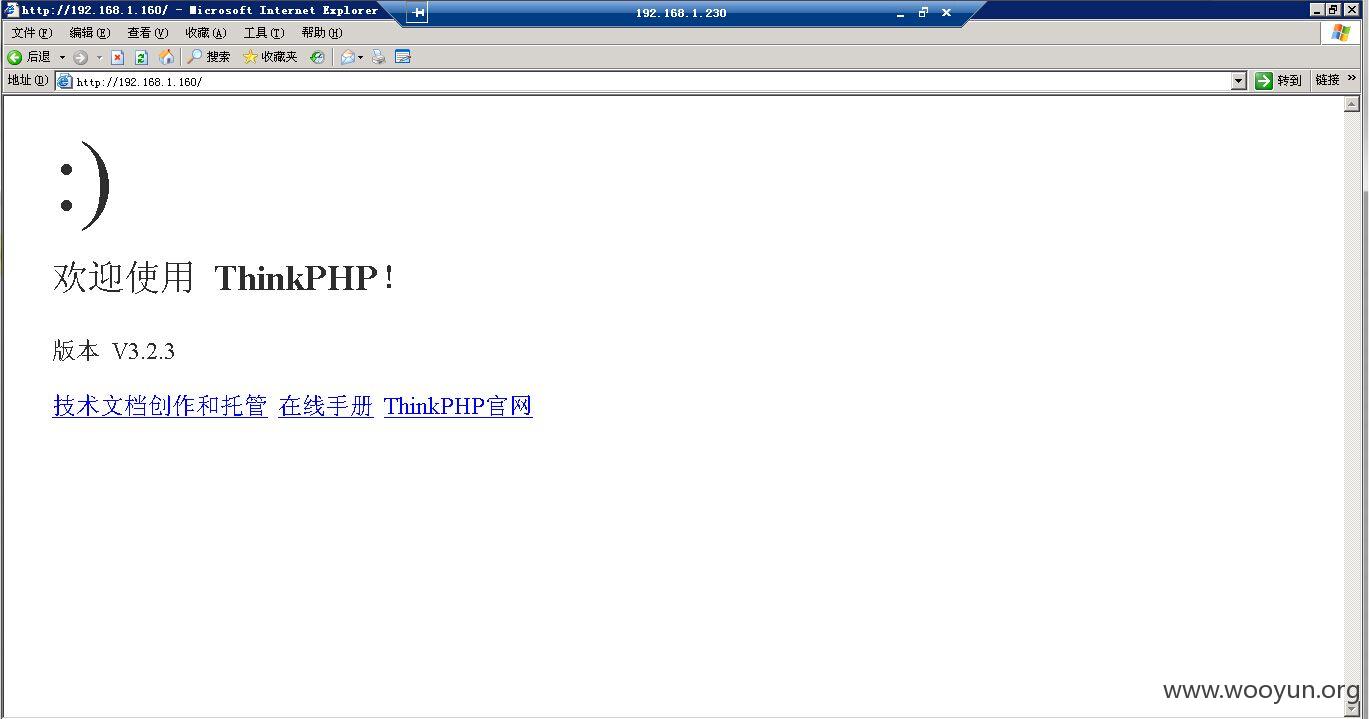 http://192.168.1.160/ - Microsoft Internet Explorer
192.168.1.230
文件(F) 编辑(E) 查看(V) 收藏(A) 工具(T) 帮助(H)
后退 搜索 收藏夹
地址(D) http://192.168.1.160/ 转到 链接 »
:)
欢迎使用 ThinkPHP！
版本 V3.2.3
技术文档创作和托管 在线手册 ThinkPHP官网
www.wooyun.org